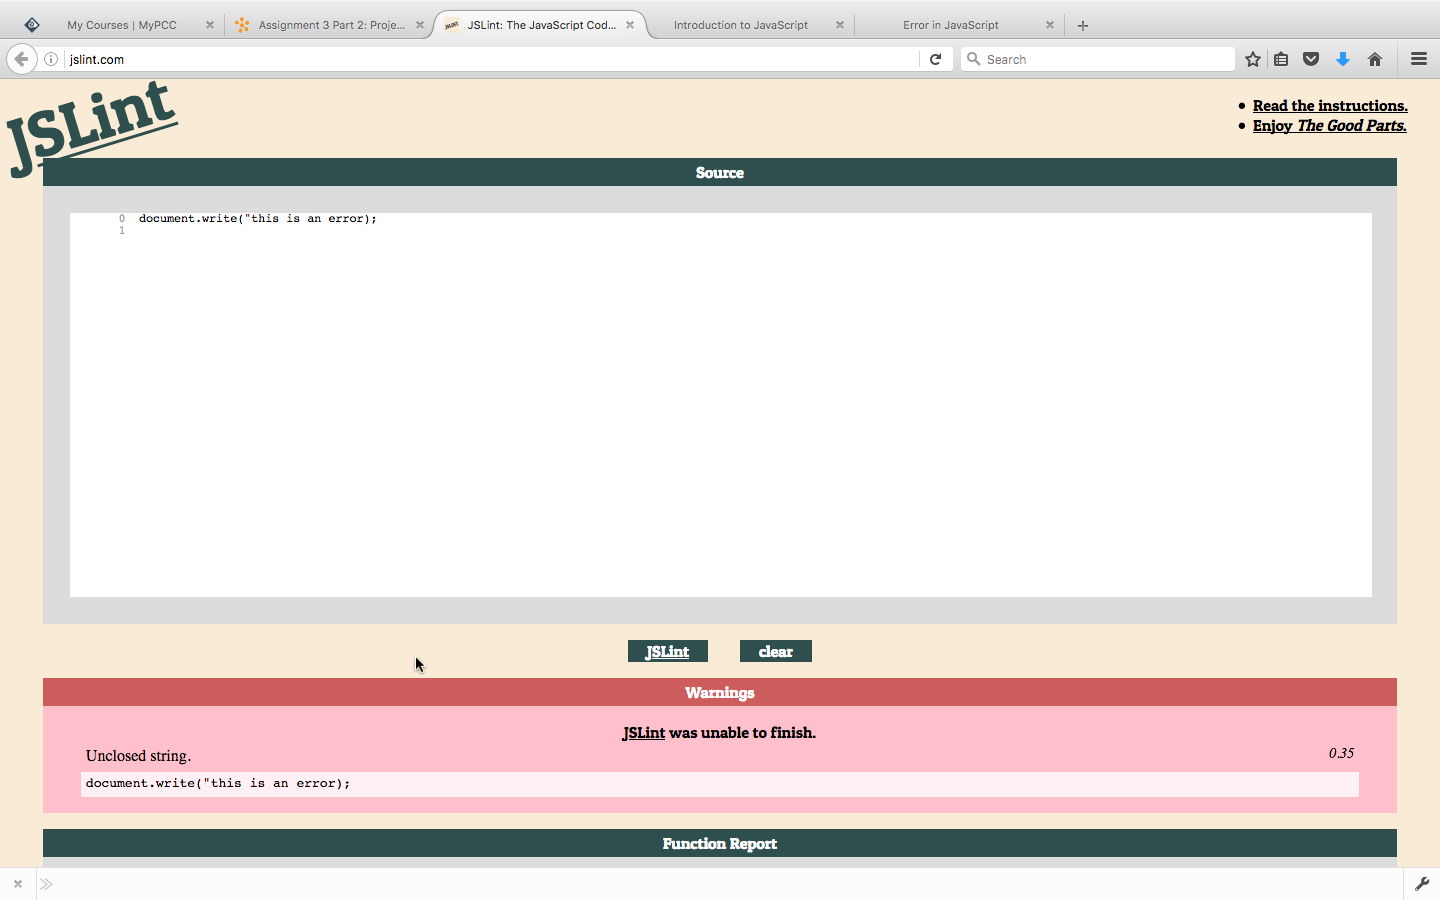 My Courses | MyPCC
Assignment 3 Part 2: Proje...
JSLint: The JavaScript Cod...
Introduction to JavaScript
Error in JavaScript
jslint.com
Search
JSLint
Read the instructions.
Enjoy The Good Parts.
Source
0 document.write("this is an error);
1
JSLint
clear
Warnings
JSLint was unable to finish.
Unclosed string.
0.35
document.write("this is an error);
Function Report